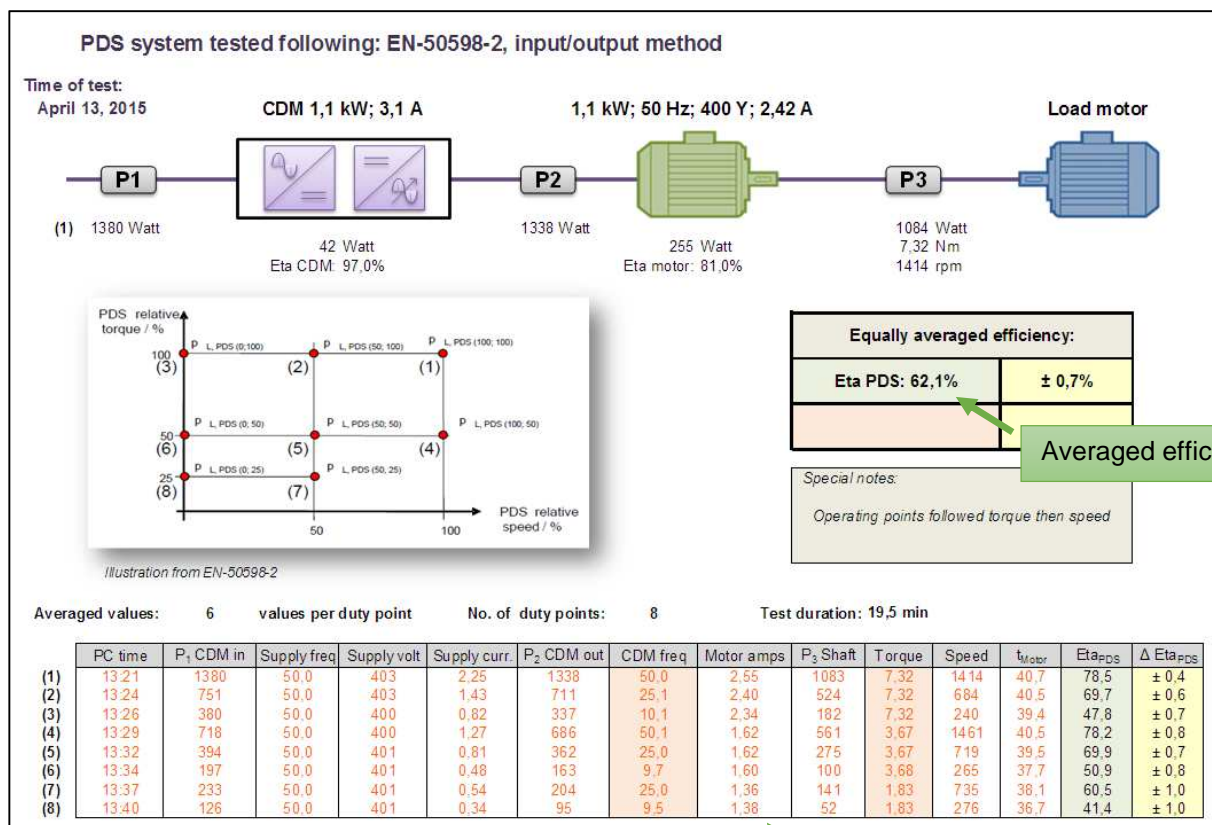 PDS system tested following: EN-50598-2, input/output method
Time of test:
April 13, 2015
CDM 1,1 kW; 3,1 A
1,1 kW; 50 Hz; 400 Y; 2,42 A
Load motor
P1
P2
P3
(1) 1380 Watt
1338 Watt
1084 Watt
42 Watt
255 Watt
7,32 Nm
Eta CDM: 97,0%
Eta motor: 81,0%
1414 rpm
PDS relative
torque / %
100
P L, PDS (0;100)
P L, PDS (50; 100)
P L, PDS (100; 100)
(3)
(2)
(1)
50
P L, PDS (0; 50)
P L, PDS (50; 50)
P L, PDS (100; 50)
(6)
(5)
(4)
25
P L, PDS (0; 25)
P L, PDS (50, 25)
(8)
(7)
PDS relative
speed / %
50
100
Illustration from EN-50598-2
Equally averaged efficiency:
Eta PDS: 62,1% ± 0,7%
Averaged effic
Special notes:
Operating points followed torque then speed
Averaged values: 6 values per duty point No. of duty points: 8 Test duration: 19,5 min
PC time P1 CDM in Supply freq Supply volt Supply curr. P2 CDM out CDM freq Motor amps P3 Shaft Torque Speed tMotor EtaPDS Δ EtaPDS
(1) 13:21 1380 50,0 403 2,25 1338 50,0 2,55 1083 7,32 1414 40,7 78,5 ± 0,4
(2) 13:24 751 50,0 403 1,43 711 25,1 2,40 524 7,32 684 40,5 69,7 ± 0,6
(3) 13:26 380 50,0 400 0,82 337 10,1 2,34 182 7,32 240 39,4 47,8 ± 0,7
(4) 13:29 718 50,0 400 1,27 686 50,1 1,62 561 3,67 1461 40,5 78,2 ± 0,8
(5) 13:32 394 50,0 401 0,81 362 25,0 1,62 275 3,67 719 39,5 69,9 ± 0,7
(6) 13:34 197 50,0 401 0,48 163 9,7 1,60 100 3,68 265 37,7 50,9 ± 0,8
(7) 13:37 233 50,0 401 0,54 204 25,0 1,36 141 1,83 735 38,1 60,5 ± 1,0
(8) 13:40 126 50,0 401 0,34 95 9,5 1,38 52 1,83 276 36,7 41,4 ± 1,0